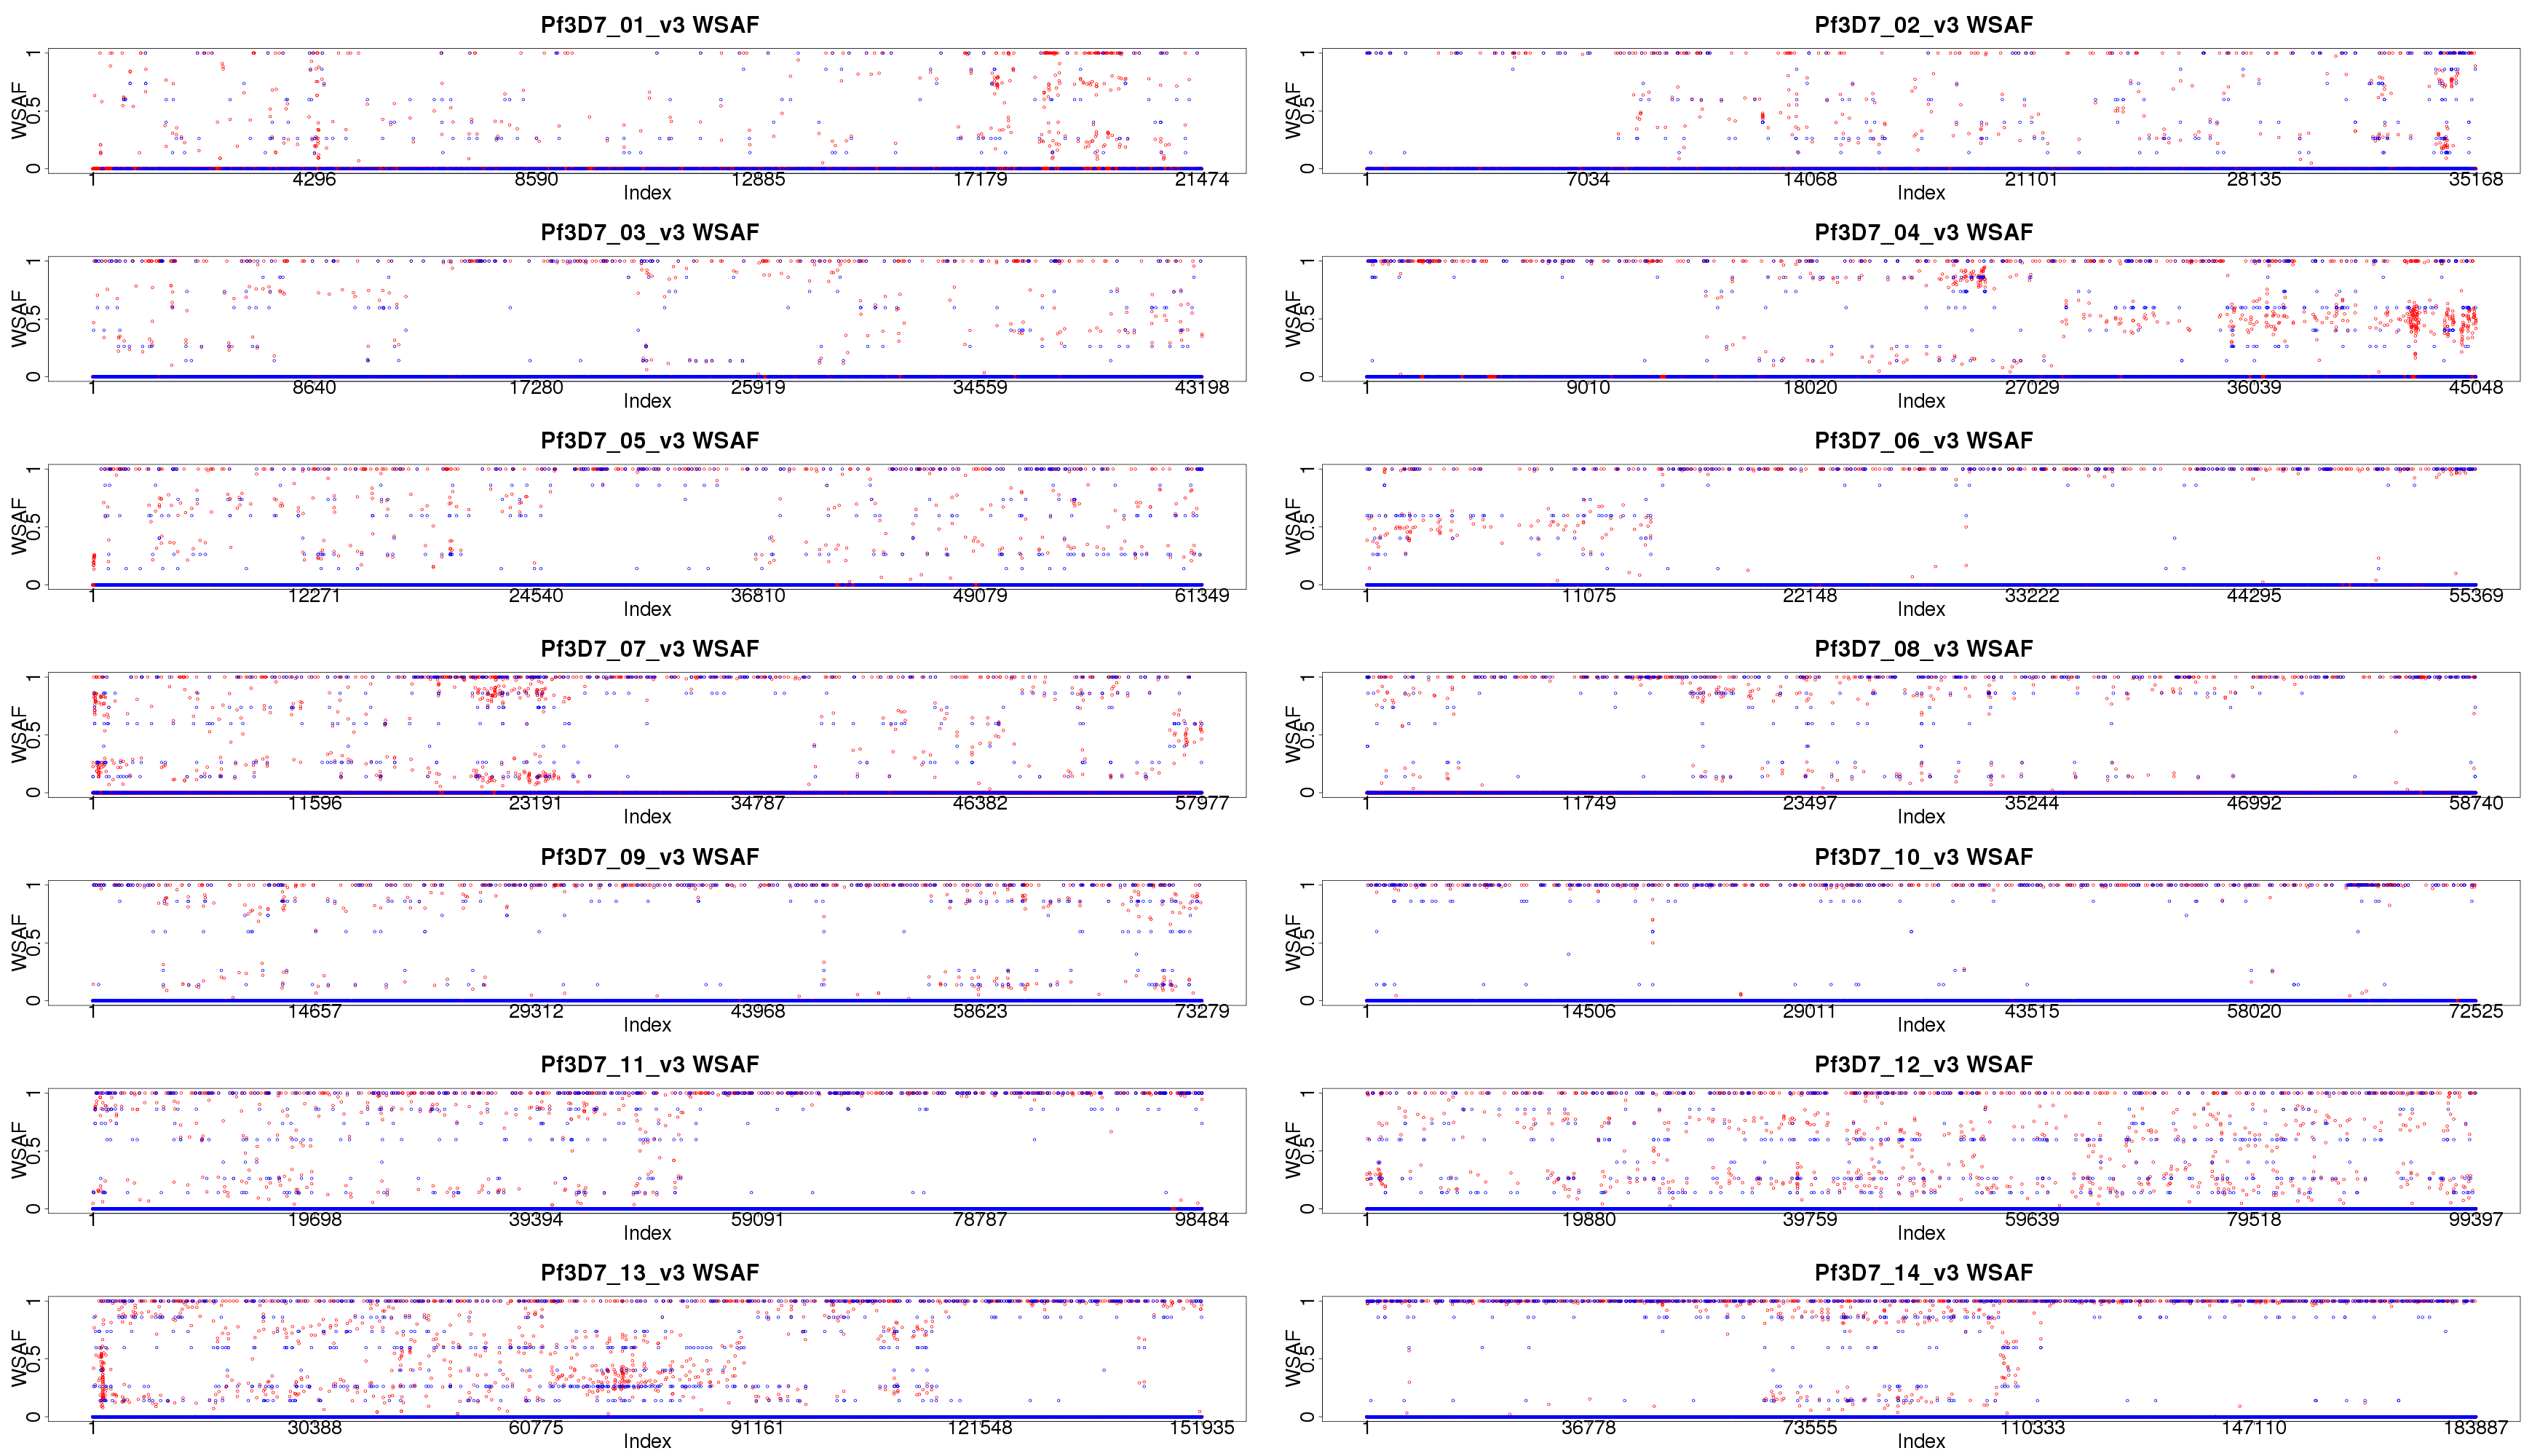 Pf3D7_01_v3 WSAF
WSAF
0 0.5 1
1 4296 8590 12885 17179 21474
Index
Pf3D7_02_v3 WSAF
WSAF
0 0.5 1
1 7034 14068 21101 28135 35168
Index
Pf3D7_03_v3 WSAF
WSAF
0 0.5 1
1 8640 17280 25919 34559 43198
Index
Pf3D7_04_v3 WSAF
WSAF
0 0.5 1
1 9010 18020 27029 36039 45048
Index
Pf3D7_05_v3 WSAF
WSAF
0 0.5 1
1 12271 24540 36810 49079 61349
Index
Pf3D7_06_v3 WSAF
WSAF
0 0.5 1
1 11075 22148 33222 44295 55369
Index
Pf3D7_07_v3 WSAF
WSAF
0 0.5 1
1 11596 23191 34787 46382 57977
Index
Pf3D7_08_v3 WSAF
WSAF
0 0.5 1
1 11749 23497 35244 46992 58740
Index
Pf3D7_09_v3 WSAF
WSAF
0 0.5 1
1 14657 29312 43968 58623 73279
Index
Pf3D7_10_v3 WSAF
WSAF
0 0.5 1
1 14506 29011 43515 58020 72525
Index
Pf3D7_11_v3 WSAF
WSAF
0 0.5 1
1 19698 39394 59091 78787 98484
Index
Pf3D7_12_v3 WSAF
WSAF
0 0.5 1
1 19880 39759 59639 79518 99397
Index
Pf3D7_13_v3 WSAF
WSAF
0 0.5 1
1 30388 60775 91161 121548 151935
Index
Pf3D7_14_v3 WSAF
WSAF
0 0.5 1
1 36778 73555 110333 147110 183887
Index